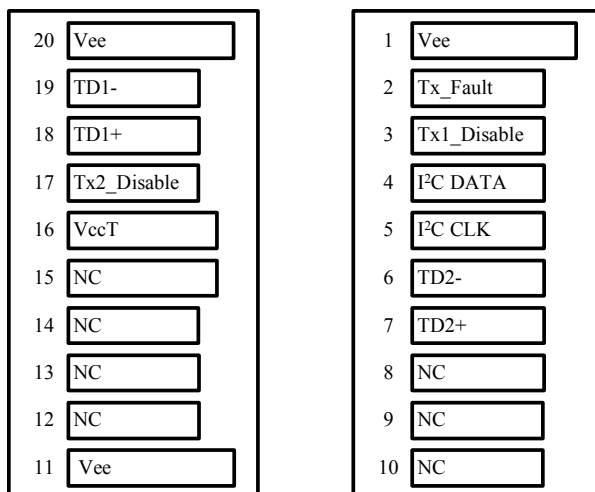 20 Vee
19 TD1-
18 TD1+
17 Tx2_Disable
16 VccT
15 NC
14 NC
13 NC
12 NC
11 Vee
1 Vee
2 Tx_Fault
3 Tx1_Disable
4 I²C DATA
5 I²C CLK
6 TD2-
7 TD2+
8 NC
9 NC
10 NC